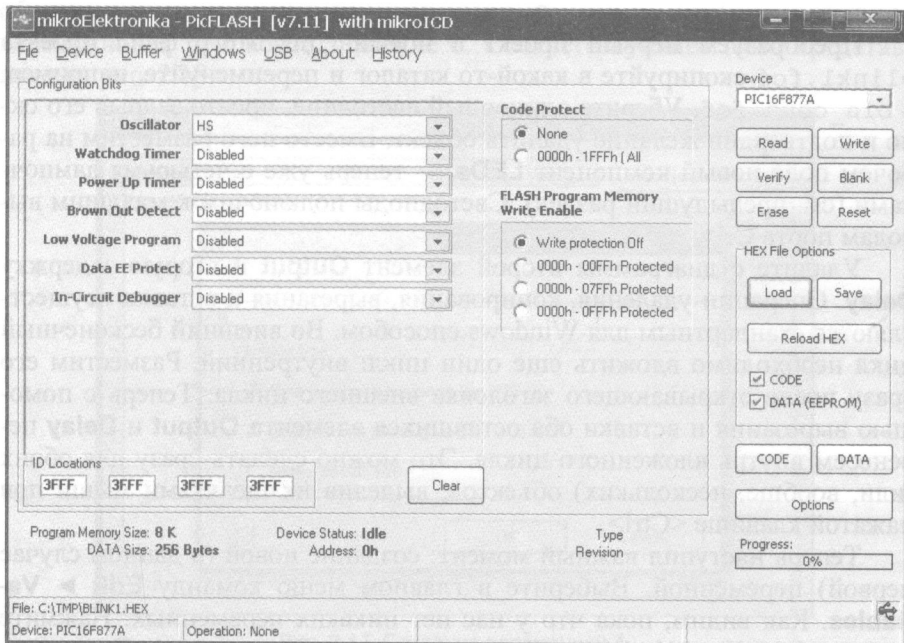 mikroElektronika - PicFLASH [v7.11] with mikroICD
File Device Buffer Windows USB About History
Configuration Bits
Oscillator HS
Watchdog Timer Disabled
Power Up Timer Disabled
Brown Out Detect Disabled
Low Voltage Program Disabled
Data EE Protect Disabled
In-Circuit Debugger Disabled
Code Protect
None
0000h - 1FFFh ( All
FLASH Program Memory
Write Enable
Write protection Off
0000h - 00FFh Protected
0000h - 07FFh Protected
0000h - 0FFFh Protected
ID Locations
3FFF 3FFF 3FFF 3FFF
Clear
Program Memory Size: 8 K
DATA Size: 256 Bytes
Device Status: Idle
Address: 0h
Type
Revision
Device
PIC16F877A
Read Write
Verify Blank
Erase Reset
HEX File Options
Load Save
Reload HEX
CODE
DATA (EEPROM)
CODE DATA
Options
Progress:
0%
File: C:\TMP\BLINK1.HEX
Device: PIC16F877A Operation: None